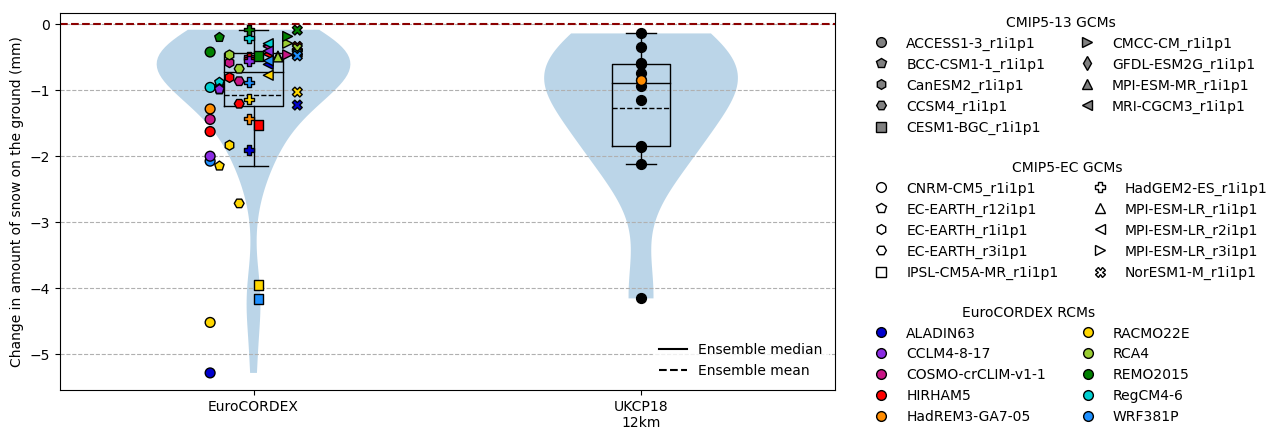 Change in amount of snow on the ground (mm)
0
−1
−2
−3
−4
−5
EuroCORDEX
UKCP18
12km
Ensemble median
Ensemble mean
CMIP5-13 GCMs
ACCESS1-3_r1i1p1
BCC-CSM1-1_r1i1p1
CanESM2_r1i1p1
CCSM4_r1i1p1
CESM1-BGC_r1i1p1
CMCC-CM_r1i1p1
GFDL-ESM2G_r1i1p1
MPI-ESM-MR_r1i1p1
MRI-CGCM3_r1i1p1
CMIP5-EC GCMs
CNRM-CM5_r1i1p1
EC-EARTH_r12i1p1
EC-EARTH_r1i1p1
EC-EARTH_r3i1p1
IPSL-CM5A-MR_r1i1p1
HadGEM2-ES_r1i1p1
MPI-ESM-LR_r1i1p1
MPI-ESM-LR_r2i1p1
MPI-ESM-LR_r3i1p1
NorESM1-M_r1i1p1
EuroCORDEX RCMs
ALADIN63
CCLM4-8-17
COSMO-crCLIM-v1-1
HIRHAM5
HadREM3-GA7-05
RACMO22E
RCA4
REMO2015
RegCM4-6
WRF381P